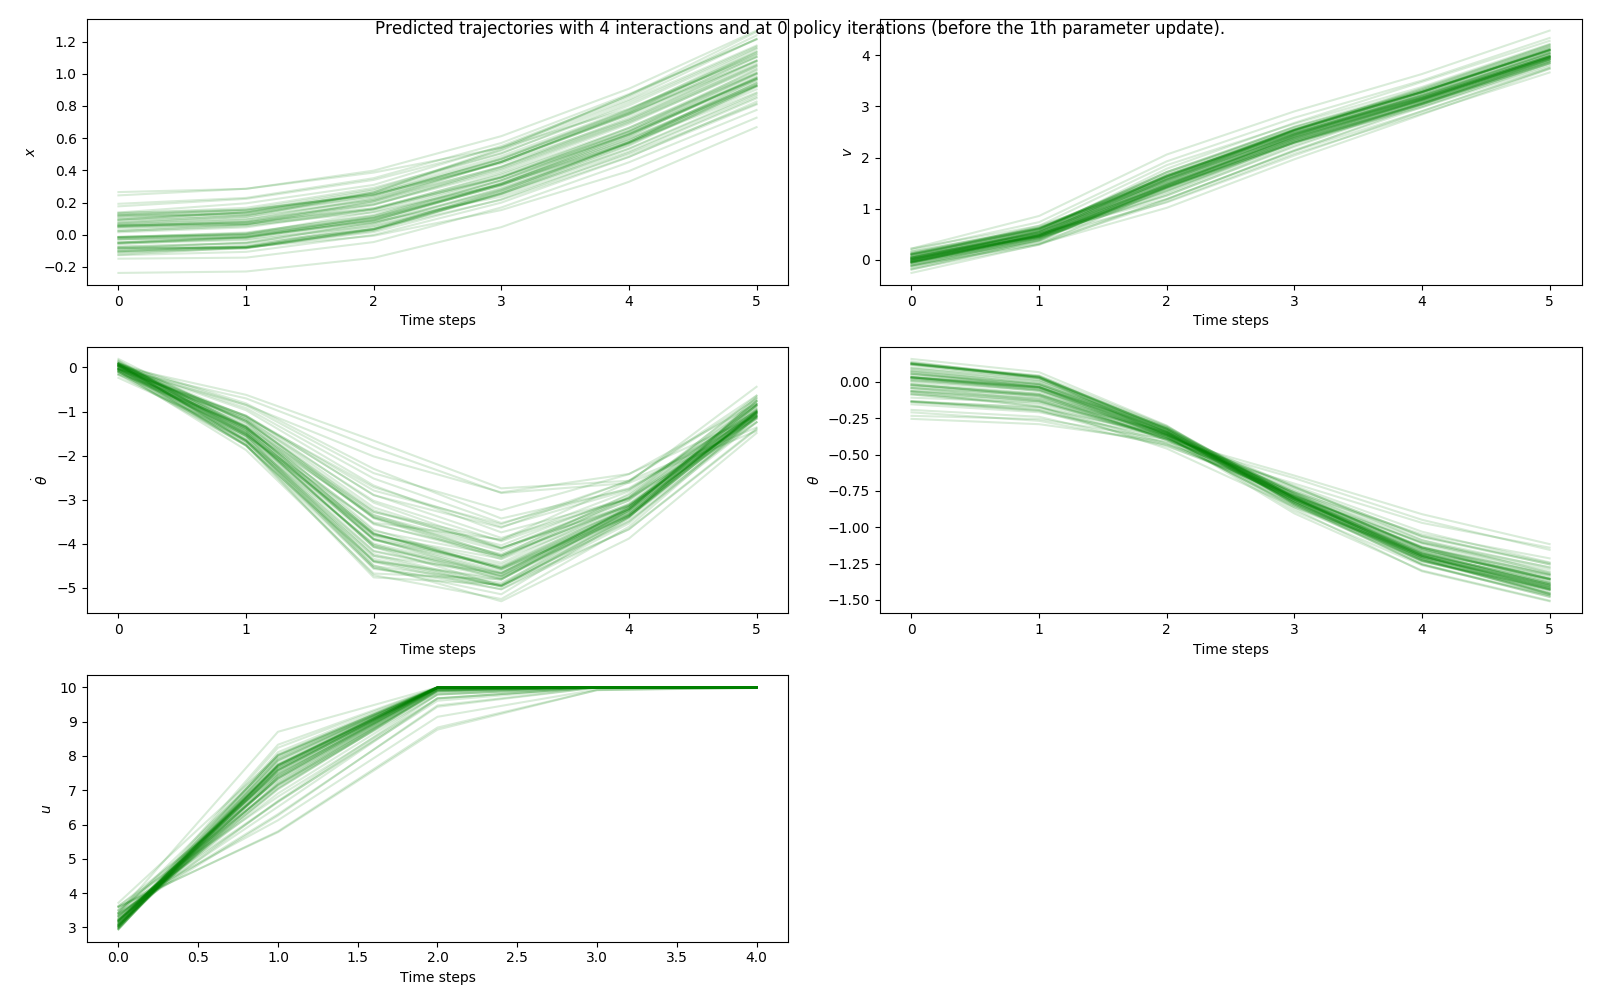 Predicted trajectories with 4 interactions and at 0 policy iterations (before the 1th parameter update).
1.2
1.0
0.8
0.6
0.4
0.2
0.0
−0.2
x
0 1 2 3 4 5
Time steps
4
3
2
1
0
v
0 1 2 3 4 5
Time steps
0
−1
−2
−3
−4
−5
θ̇
0 1 2 3 4 5
Time steps
0.00
−0.25
−0.50
−0.75
−1.00
−1.25
−1.50
θ
0 1 2 3 4 5
Time steps
10
9
8
7
6
5
4
3
u
0.0 0.5 1.0 1.5 2.0 2.5 3.0 3.5 4.0
Time steps